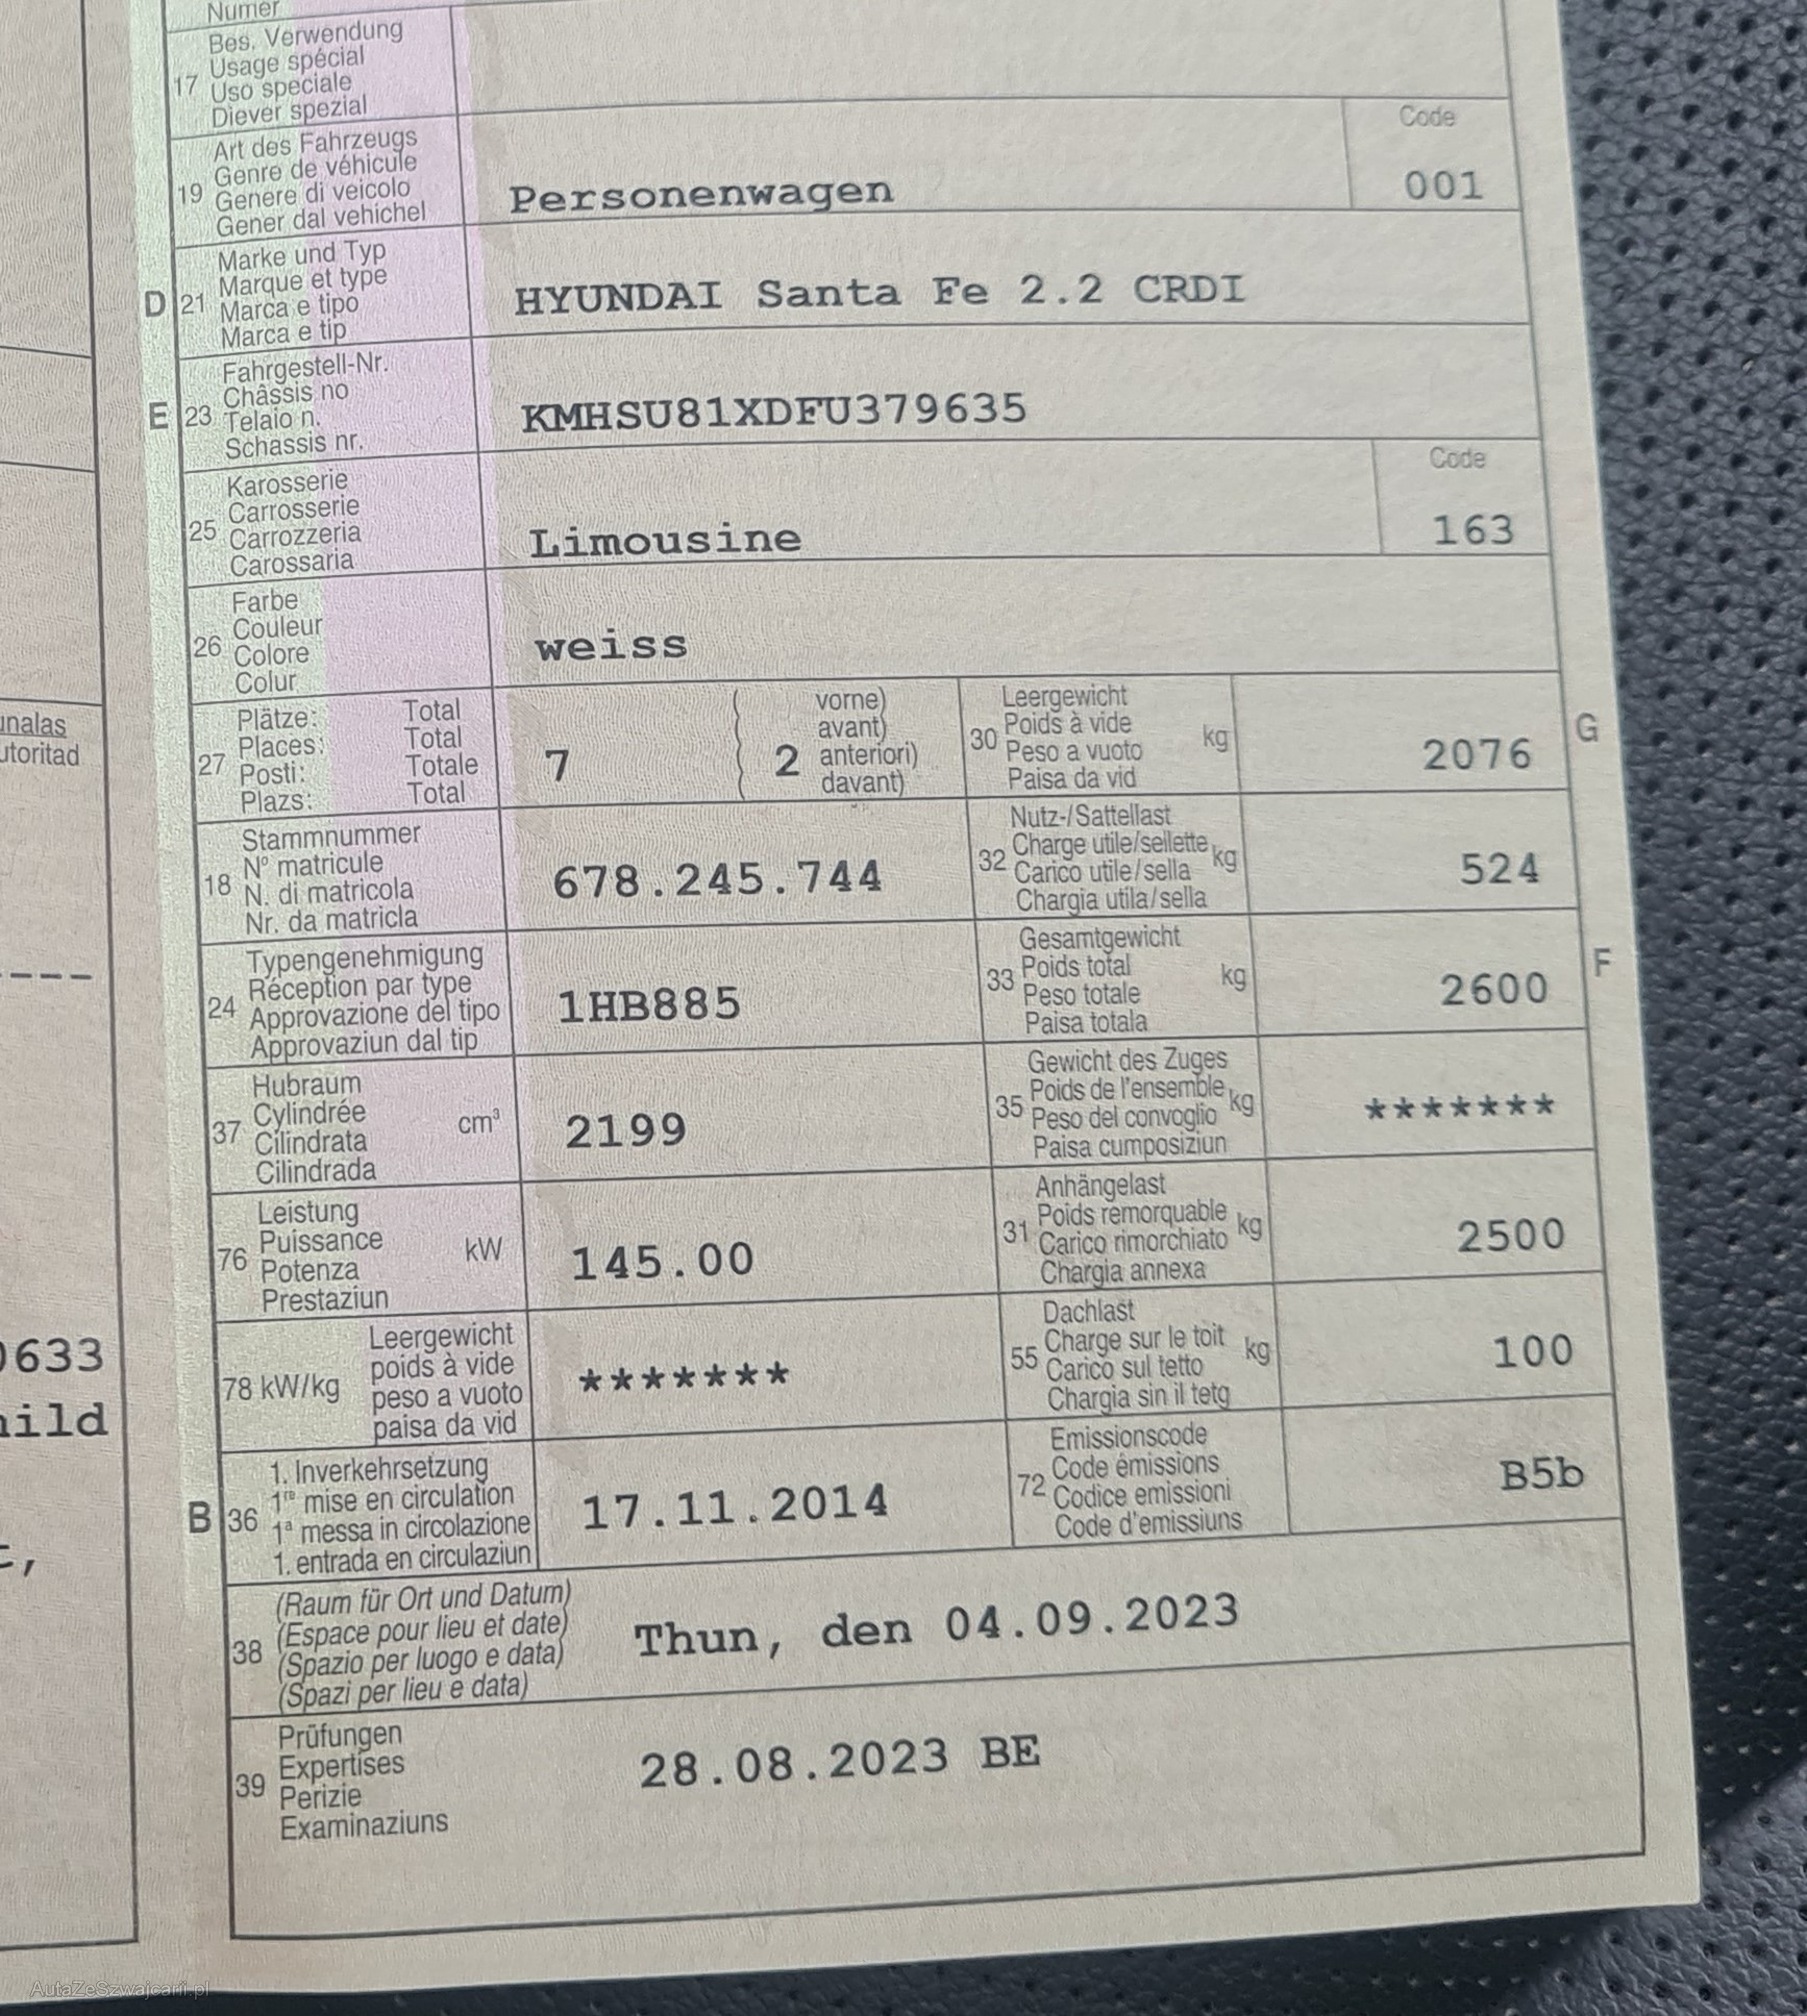 Numer
17 Bes. Verwendung
Usage spécial
Uso speciale
Diever spezial
19 Art des Fahrzeugs
Genre de véhicule
Genere di veicolo
Gener dal vehichel
Personenwagen
Code
001
D 21 Marke und Typ
Marque et type
Marca e tipo
Marca e tip
HYUNDAI Santa Fe 2.2 CRDI
E 23 Fahrgestell-Nr.
Châssis no
Telaio n.
Schassis nr.
KMHSU81XDFU379635
25 Karosserie
Carrosserie
Carrozzeria
Carossaria
Limousine
Code
163
26 Farbe
Couleur
Colore
Colur
weiss
27 Plätze: Total
Places: Total
Posti: Totale
Plazs: Total
7
( 2 vorne)
avant)
anteriori)
davant)
30 Leergewicht
Poids à vide
Peso a vuoto
Paisa da vid
kg
2076
G
18 Stammnummer
N° matricule
N. di matricola
Nr. da matricla
678.245.744
32 Nutz-/Sattellast
Charge utile/sellette
Carico utile/sella
Chargia utila/sella
kg
524
24 Typengenehmigung
Réception par type
Approvazione del tipo
Approvaziun dal tip
1HB885
33 Gesamtgewicht
Poids total
Peso totale
Paisa totala
kg
2600
F
37 Hubraum
Cylindrée
Cilindrata
Cilindrada
cm³
2199
35 Gewicht des Zuges
Poids de l'ensemble
Peso del convoglio
Paisa cumposiziun
kg
*******
76 Leistung
Puissance
Potenza
Prestaziun
kW
145.00
31 Anhängelast
Poids remorquable
Carico rimorchiato
Chargia annexa
kg
2500
78 kW/kg
Leergewicht
poids à vide
peso a vuoto
paisa da vid
*******
55 Dachlast
Charge sur le toit
Carico sul tetto
Chargia sin il tetg
kg
100
B 36 1. Inverkehrsetzung
1re mise en circulation
1a messa in circolazione
1. entrada en circulaziun
17.11.2014
72 Emissionscode
Code émissions
Codice emissioni
Code d'emissiuns
B5b
38 (Raum für Ort und Datum)
(Espace pour lieu et date)
(Spazio per luogo e data)
(Spazi per lieu e data)
Thun, den 04.09.2023
39 Prüfungen
Expertises
Perizie
Examinaziuns
28.08.2023 BE
AutaZeSzwajcarii.pl